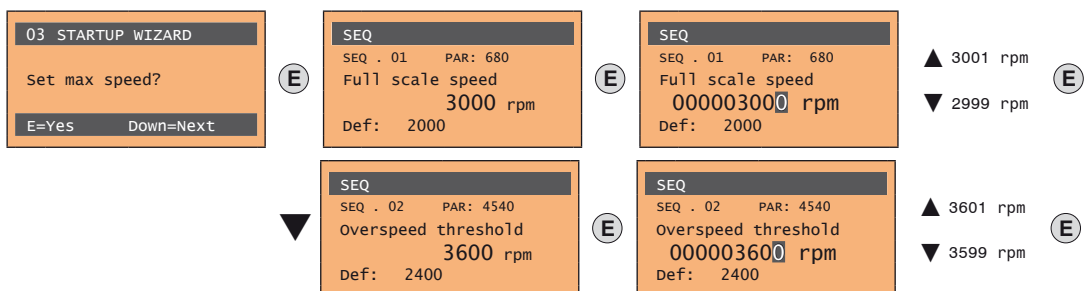 03 STARTUP WIZARD
Set max speed?
E=Yes Down=Next
E
SEQ
SEQ . 01 PAR: 680
Full scale speed
3000 rpm
Def: 2000
E
SEQ
SEQ . 01 PAR: 680
Full scale speed
000003000 rpm
Def: 2000
▲ 3001 rpm
▼ 2999 rpm
E
▼
SEQ
SEQ . 02 PAR: 4540
Overspeed threshold
3600 rpm
Def: 2400
E
SEQ
SEQ . 02 PAR: 4540
Overspeed threshold
000003600 rpm
Def: 2400
▲ 3601 rpm
▼ 3599 rpm
E